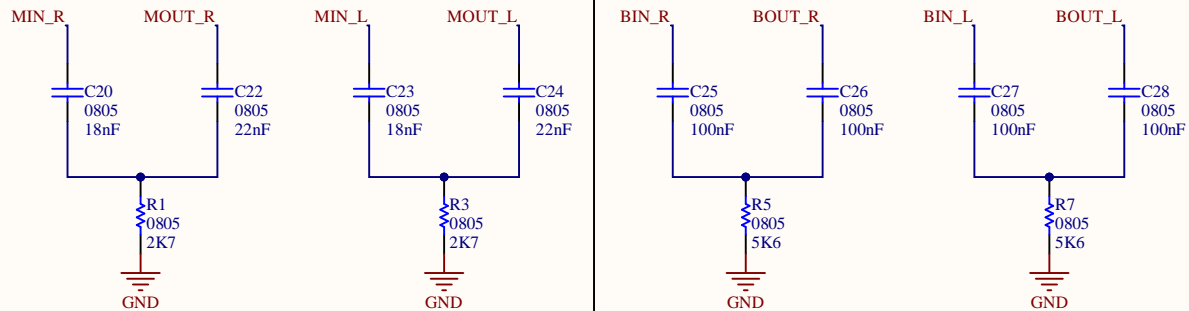 MIN_R
MOUT_R
MIN_L
MOUT_L
BIN_R
BOUT_R
BIN_L
BOUT_L
C20
0805
18nF
C22
0805
22nF
C23
0805
18nF
C24
0805
22nF
C25
0805
100nF
C26
0805
100nF
C27
0805
100nF
C28
0805
100nF
R1
0805
2K7
R3
0805
2K7
R5
0805
5K6
R7
0805
5K6
GND
GND
GND
GND